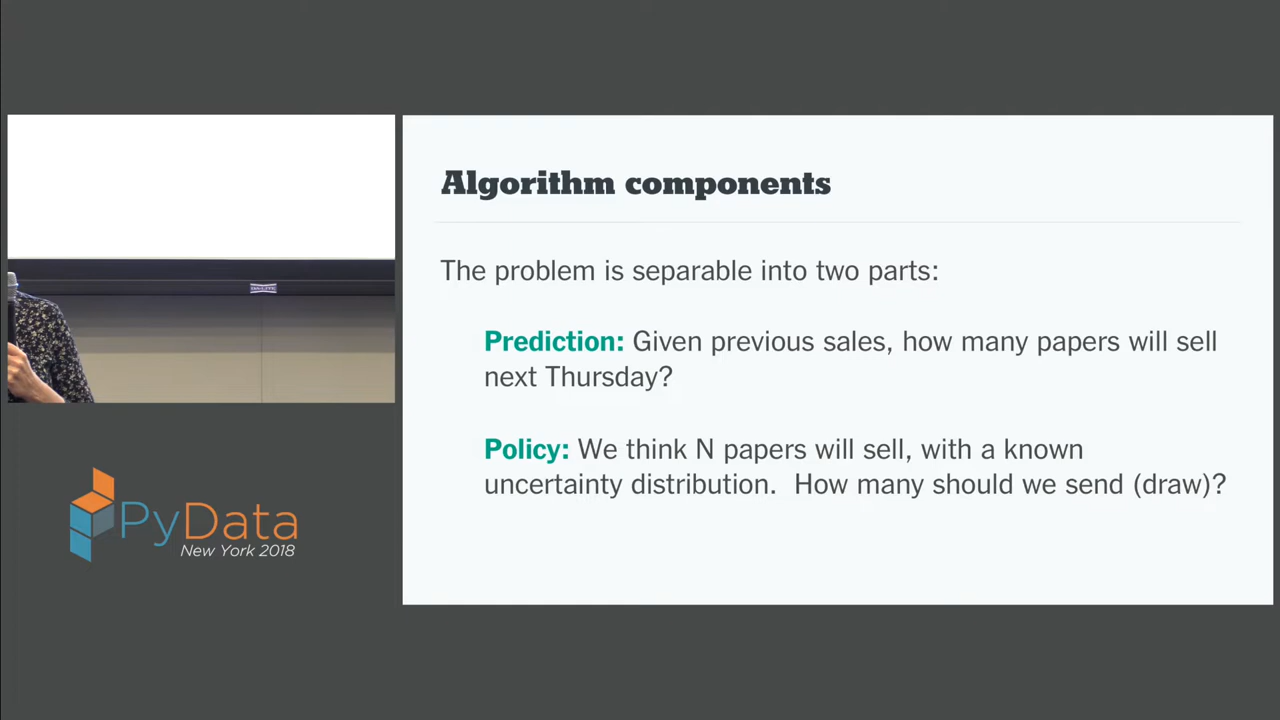 Algorithm components
The problem is separable into two parts:
Prediction: Given previous sales, how many papers will sell
next Thursday?
Policy: We think N papers will sell, with a known
uncertainty distribution.  How many should we send (draw)?
DA-LITE
PyData
New York 2018